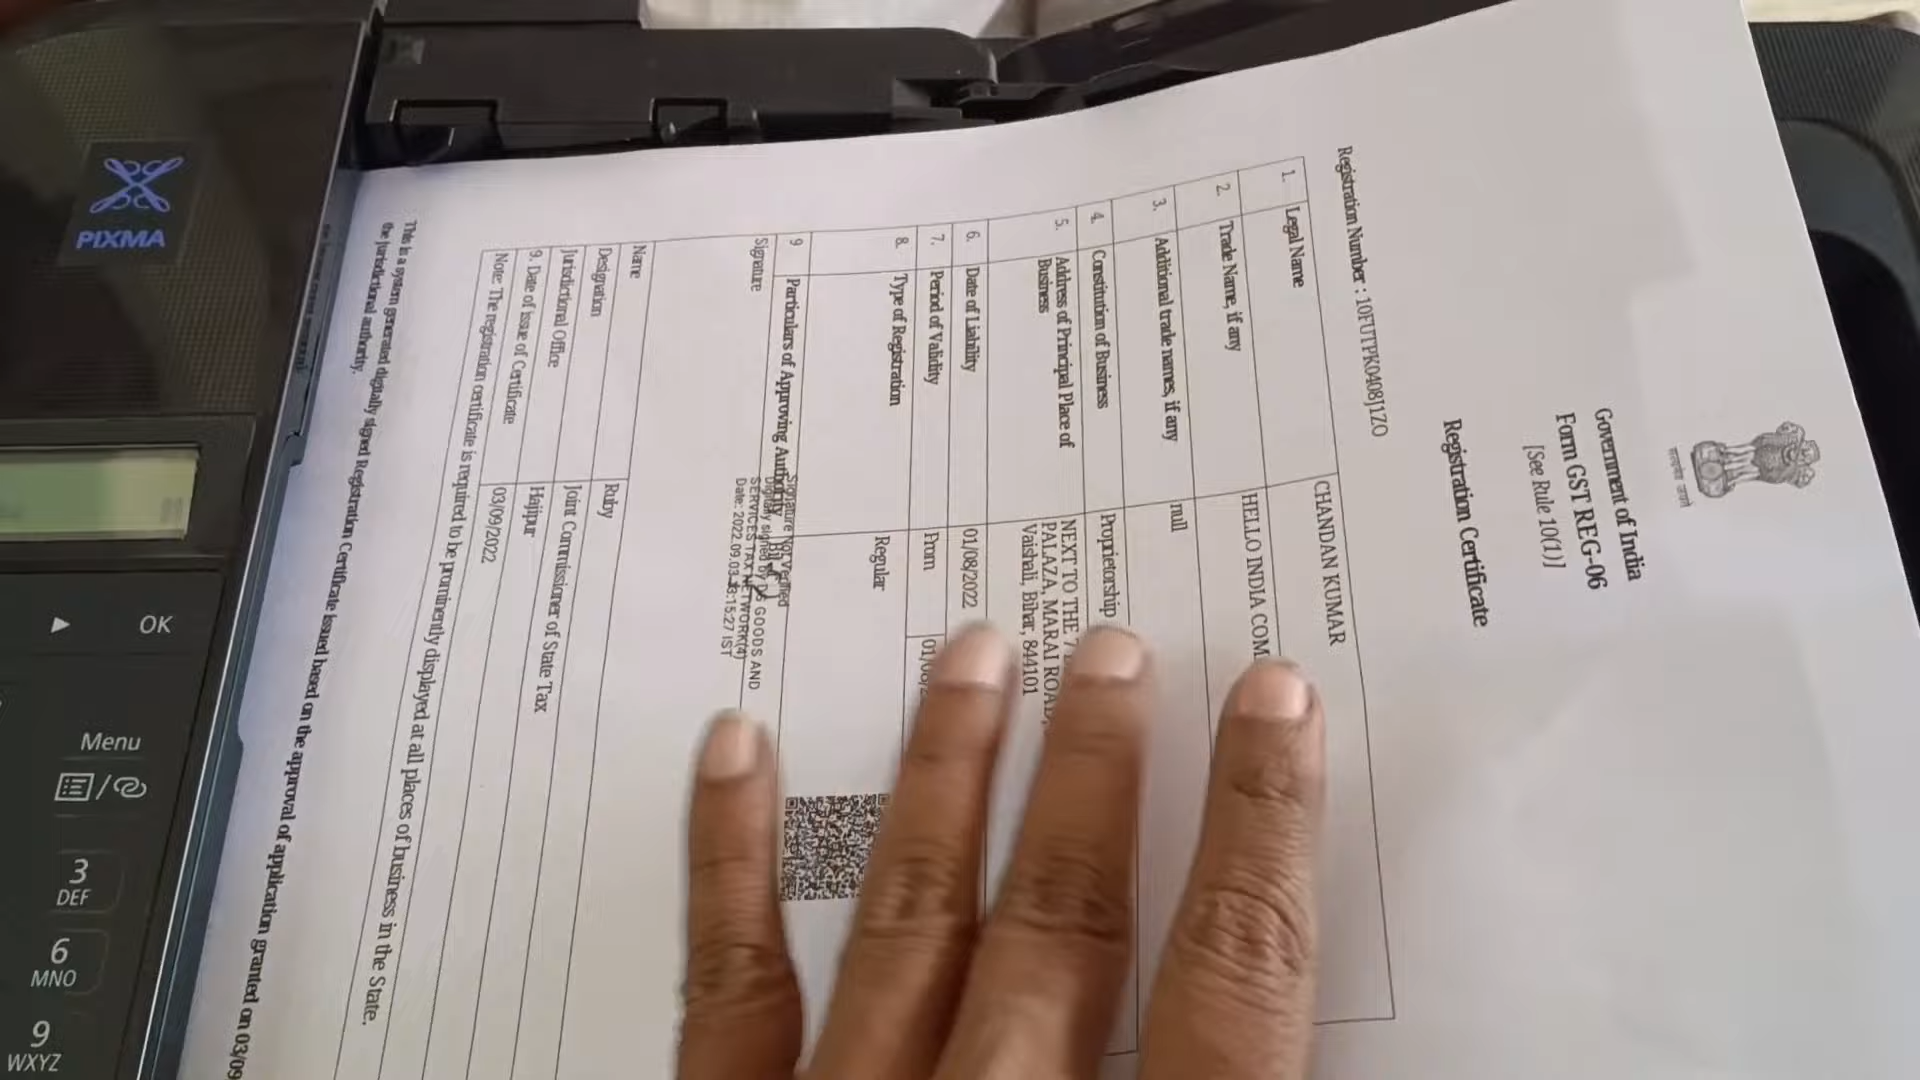 सत्यमेव जयते
Government of India
Form GST REG-06
[See Rule 10(1)]
Registration Certificate
Registration Number : 10FUTPK0408J1ZO
1. Legal Name CHANDAN KUMAR
2. Trade Name, if any HELLO INDIA COM
3. Additional trade names, if any null
4. Constitution of Business Proprietorship
5. Address of Principal Place of Business NEXT TO THE 7
PALAZA, MARAI ROAD,
Vaishali, Bihar, 844101
6. Date of Liability 01/08/2022
7. Period of Validity From
8. Type of Registration Regular
9 Particulars of Approving Authority
Signature
Signature Not Verified
Digitally signed by DS GOODS AND
SERVICES TAX NETWORK(4)
Date: 2022.09.03 13:15:27 IST
Name Ruby
Designation Joint Commissioner of State Tax
Jurisdictional Office Hajipur
9. Date of issue of Certificate 03/09/2022
Note: The registration certificate is required to be prominently displayed at all places of business in the State.
This is a system generated digitally signed Registration Certificate issued based on the approval of application granted on 03/09
the jurisdictional authority.
PIXMA
OK
Menu
3
DEF
6
MNO
9
WXYZ